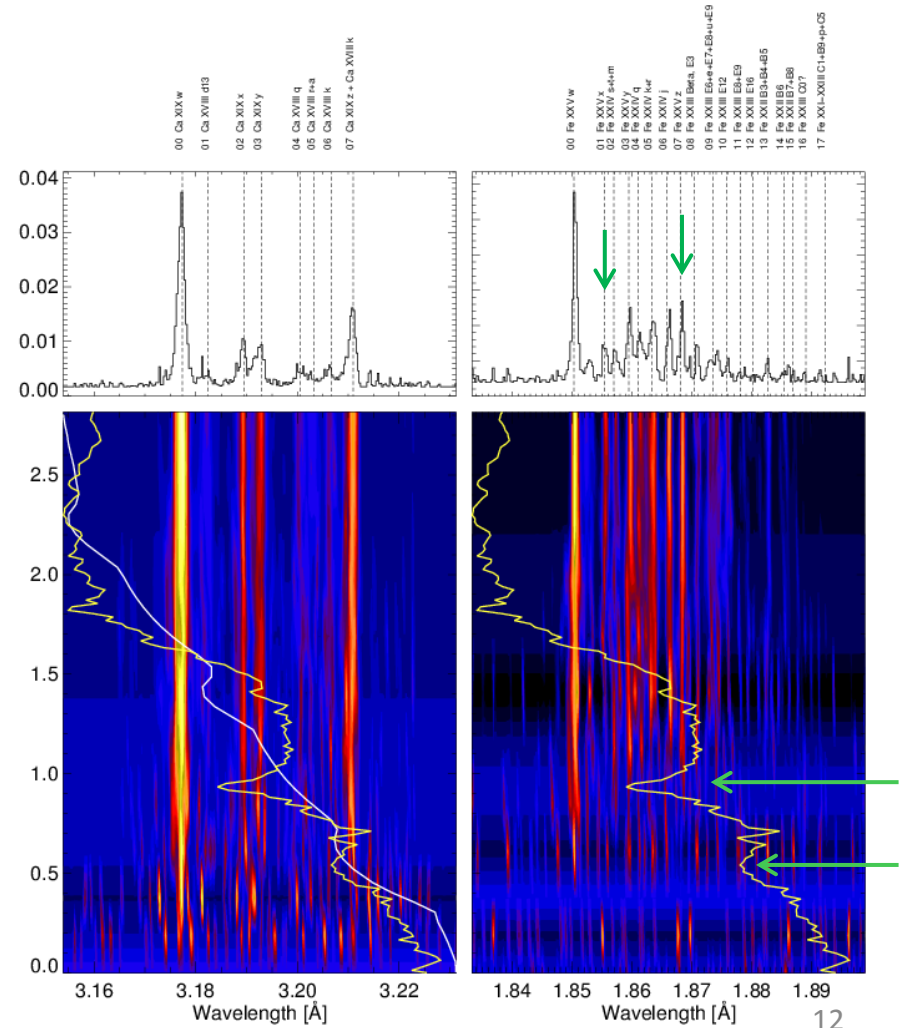 00 Ca XIX w
01 Ca XVIII d13
02 Ca XIX x
03 Ca XIX y
04 Ca XVIII q
05 Ca XVIII r+a
06 Ca XVIII k
07 Ca XIX z + Ca XVIII k
00 Fe XXV w
01 Fe XXV x
02 Fe XXIV s+t+m
03 Fe XXV y
04 Fe XXIV q
05 Fe XXIV k+r
06 Fe XXIV j
07 Fe XXV z
08 Fe XXIII Beta, E3
09 Fe XXIII E6+e+E7+E8+u+E9
10 Fe XXIII E12
11 Fe XXIII E8+E9
12 Fe XXIII E16
13 Fe XXII B3+B4+B5
14 Fe XXII B6
15 Fe XXII B7+B8
16 Fe XXIII C0?
17 Fe XXI-XXIII C1+B9+p+C5
0.04
0.03
0.02
0.01
0.00
2.5
2.0
1.5
1.0
0.5
0.0
3.16 3.18 3.20 3.22
Wavelength [Å]
1.84 1.85 1.86 1.87 1.88 1.89
Wavelength [Å]
12